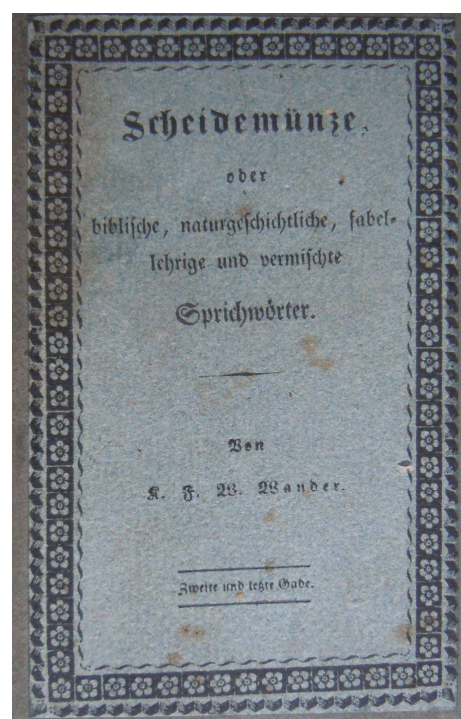 Scheidemünze,
oder
biblische, naturgeschichtliche, fabel-
lehrige und vermischte
Sprichwörter.
Von
K. F. W. Wander.
Zweite und letzte Gabe.